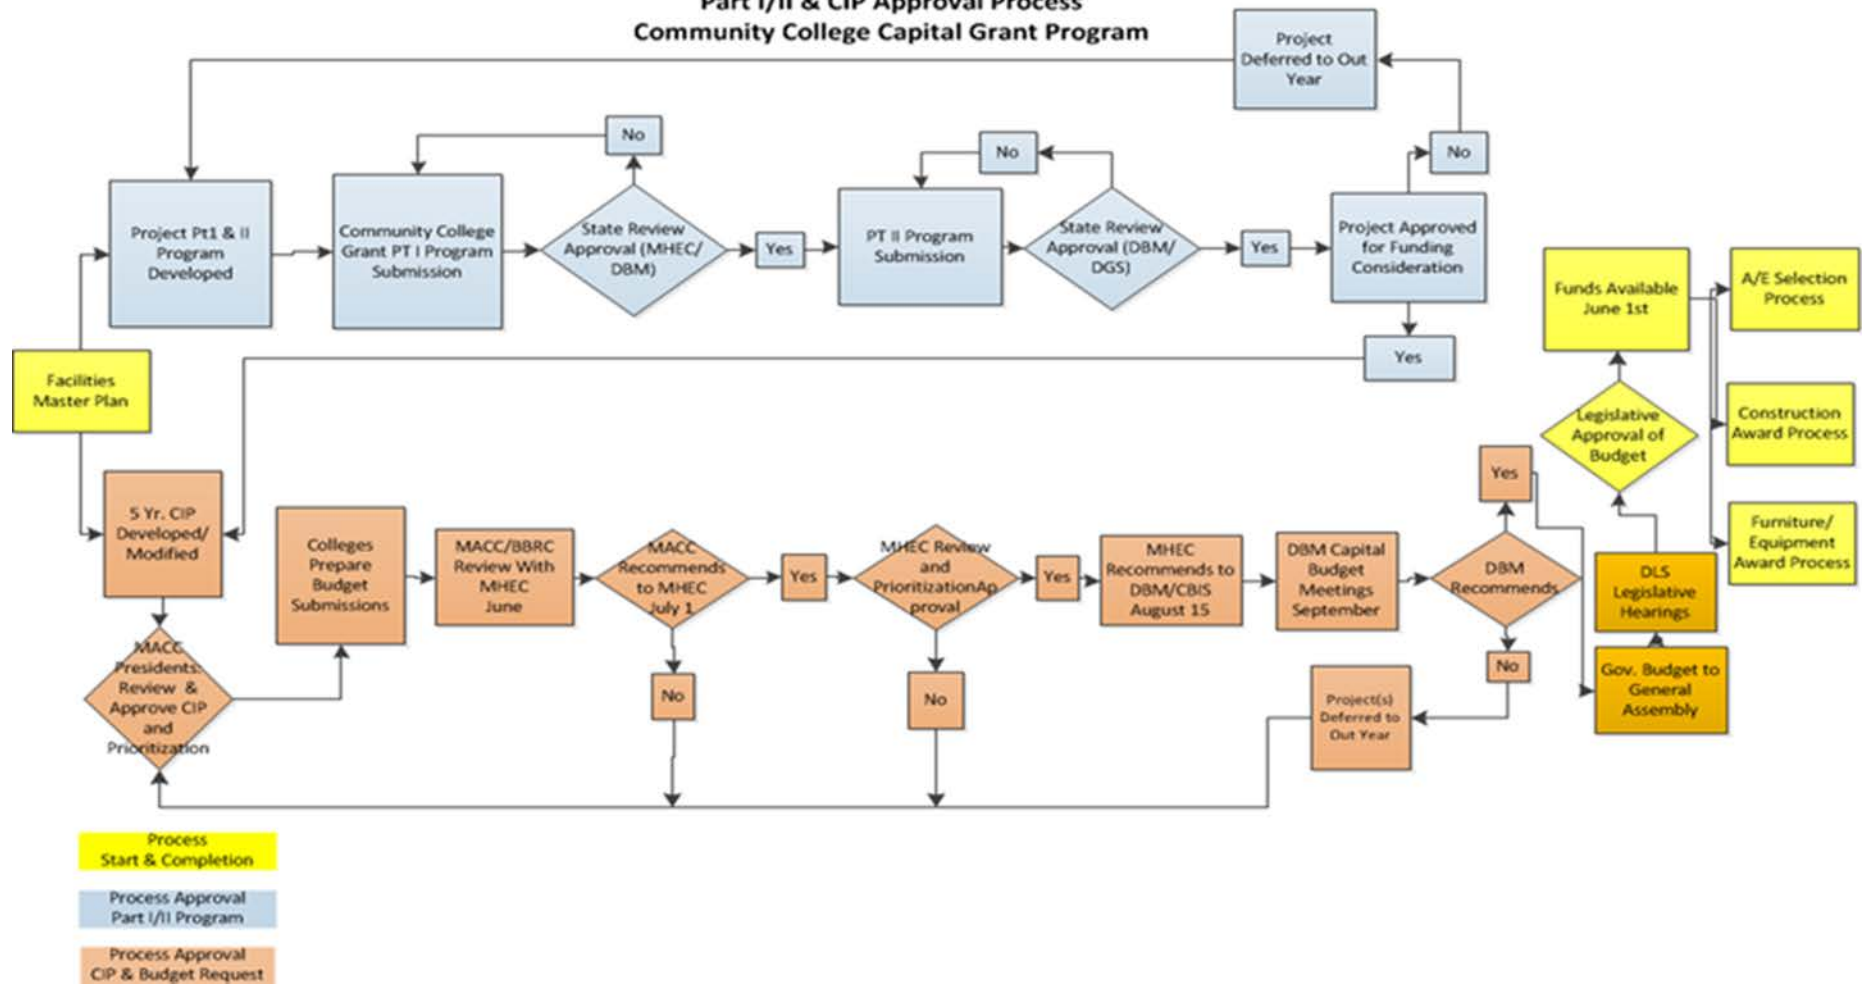 Part I/II & CIP Approval Process
Community College Capital Grant Program
Project
Deferred to Out
Year
No
No
No
Project Pt1 & II
Program
Developed
Community College
Grant PT I Program
Submission
State Review
Approval (MHEC/
DBM)
Yes
PT II Program
Submission
State Review
Approval (DBM/
DGS)
Yes
Project Approved
for Funding
Consideration
Yes
Funds Available
June 1st
A/E Selection
Process
Facilities
Master Plan
Legislative
Approval of
Budget
Construction
Award Process
Furniture/
Equipment
Award Process
5 Yr. CIP
Developed/
Modified
Colleges
Prepare
Budget
Submissions
MACC/BBRC
Review With
MHEC
June
MACC
Recommends
to MHEC
July 1
Yes
MHEC Review
and
PrioritizationAp
proval
Yes
MHEC
Recommends to
DBM/CBIS
August 15
DBM Capital
Budget
Meetings
September
Yes
DBM
Recommends
No
DLS
Legislative
Hearings
Gov. Budget to
General
Assembly
MACC
Presidents:
Review &
Approve CIP
and
Prioritization
No
No
Project(s)
Deferred to
Out Year
Process
Start & Completion
Process Approval
Part I/II Program
Process Approval
CIP & Budget Request